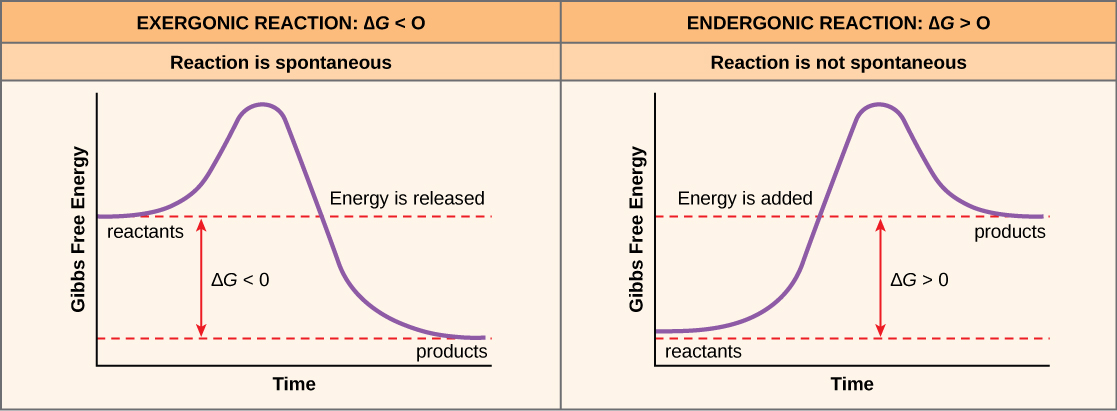 EXERGONIC REACTION: ΔG < O
Reaction is spontaneous
Gibbs Free Energy
Energy is released
reactants
ΔG < 0
products
Time
ENDERGONIC REACTION: ΔG > O
Reaction is not spontaneous
Gibbs Free Energy
Energy is added
products
ΔG > 0
reactants
Time